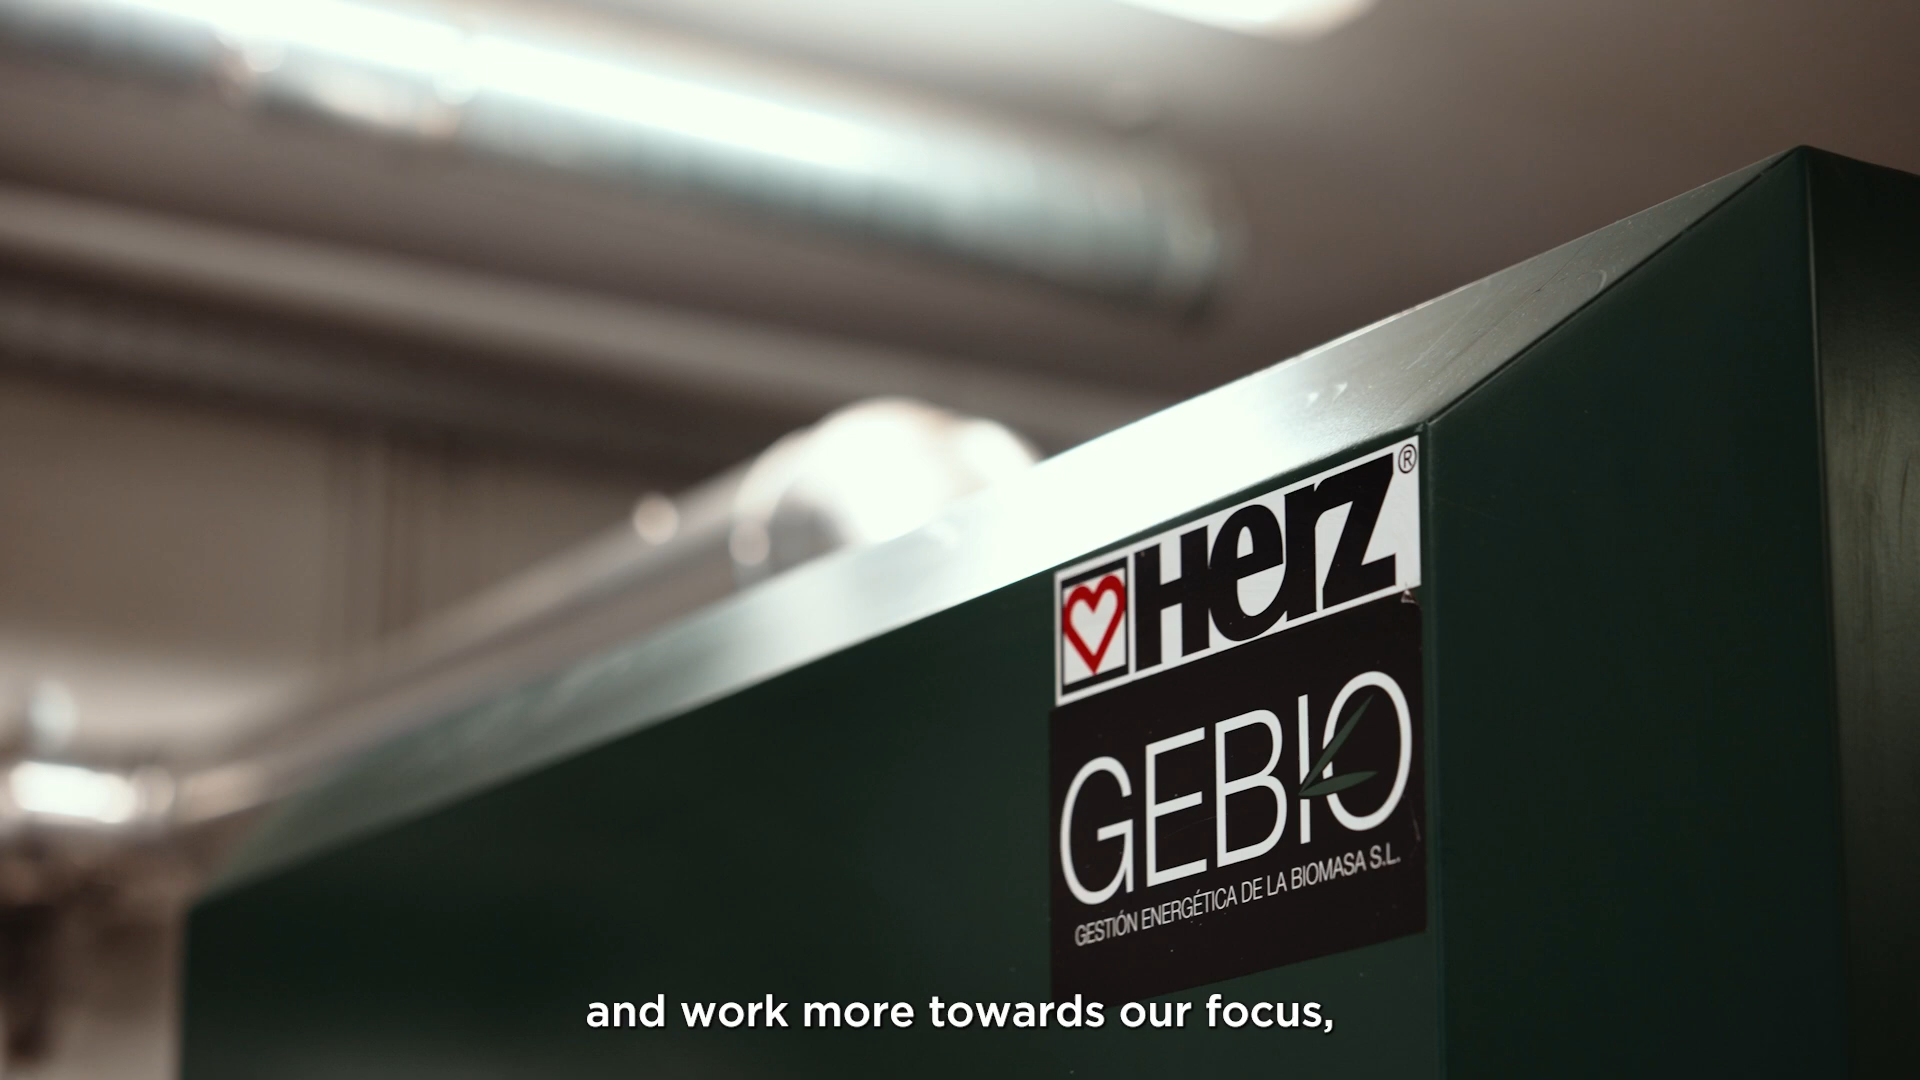 Herz®
GEBIO
GESTIÓN ENERGÉTICA DE LA BIOMASA S.L.
and work more towards our focus,